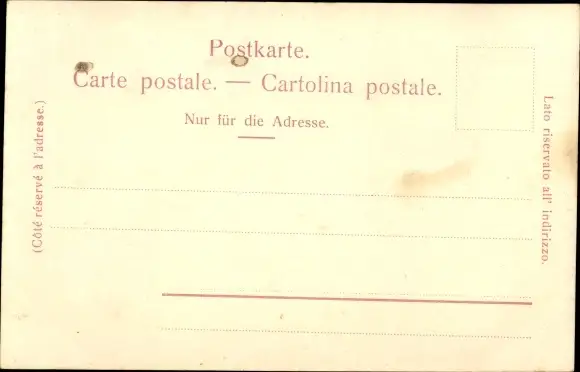 Postkarte.
Carte postale. — Cartolina postale.
Nur für die Adresse.
(Côté réservé à l'adresse.)
Lato riservato all' indirizzo.